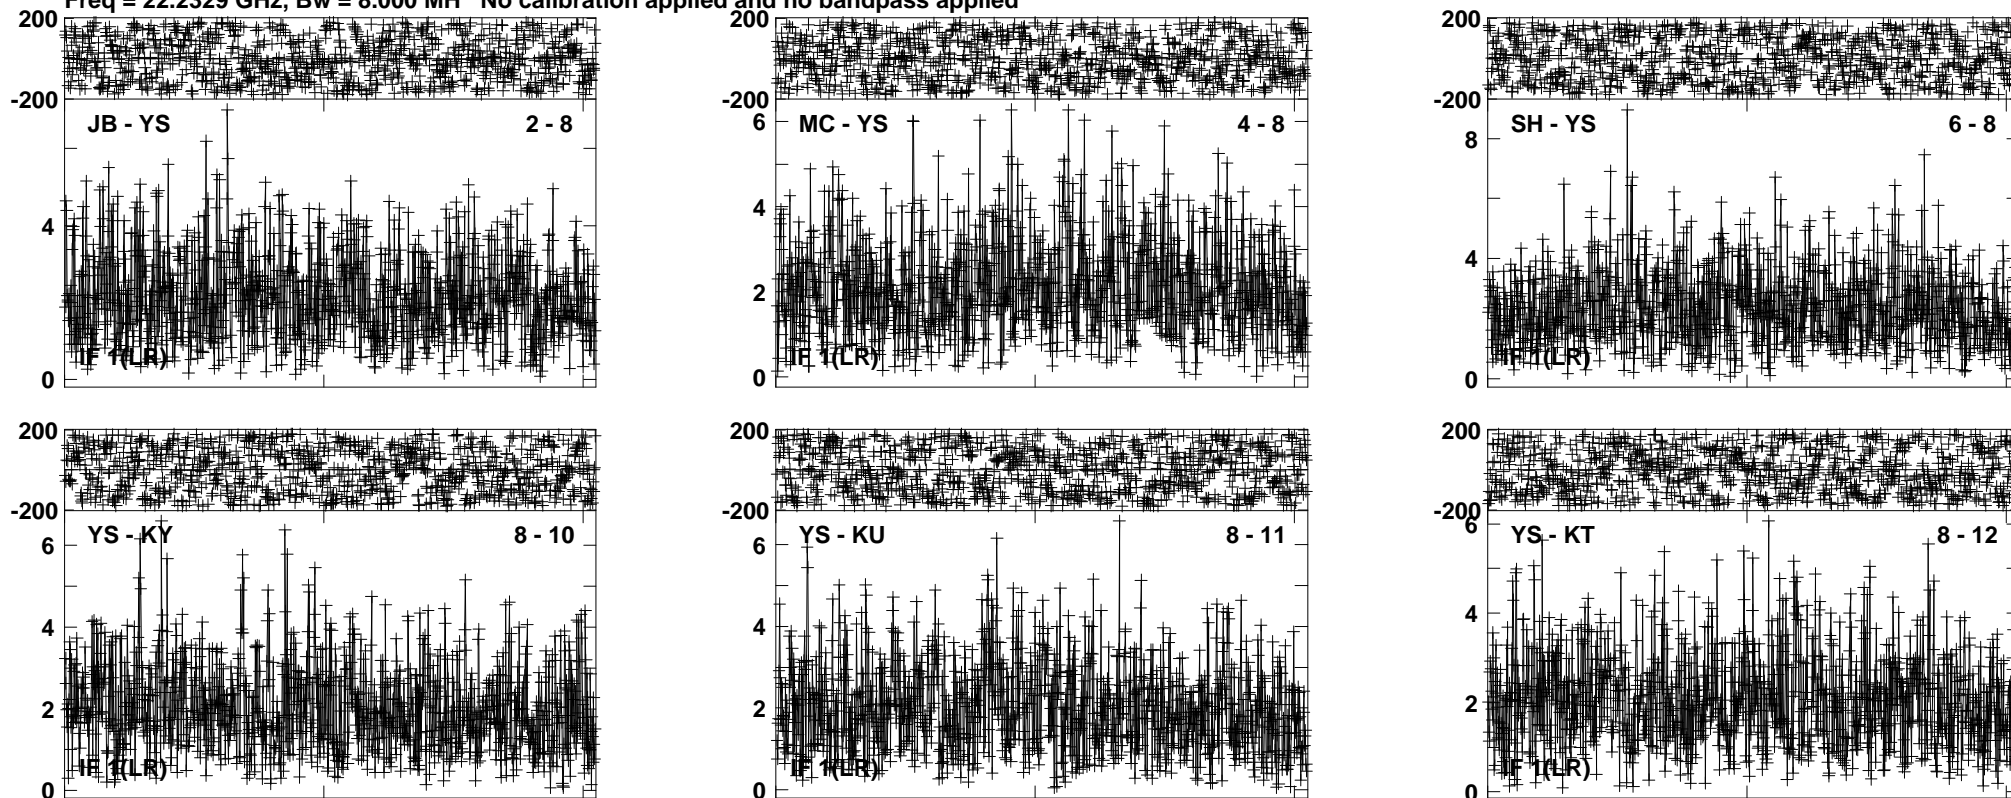 Freq = 22.2329 GHz, Bw = 8.000 MH No calibration applied and no bandpass applied
200
-200
JB - YS 2 - 8
4
IF 1(LR)
0
200
-200
6
MC - YS 4 - 8
4
2
IF 1(LR)
0
200
-200
8
SH - YS 6 - 8
4
IF 1(LR)
0
200
-200
YS - KY 8 - 10
6
4
2
IF 1(LR)
0
200
-200
YS - KU 8 - 11
6
4
2
IF 1(LR)
0
200
-200
6
YS - KT 8 - 12
4
2
IF 1(LR)
0